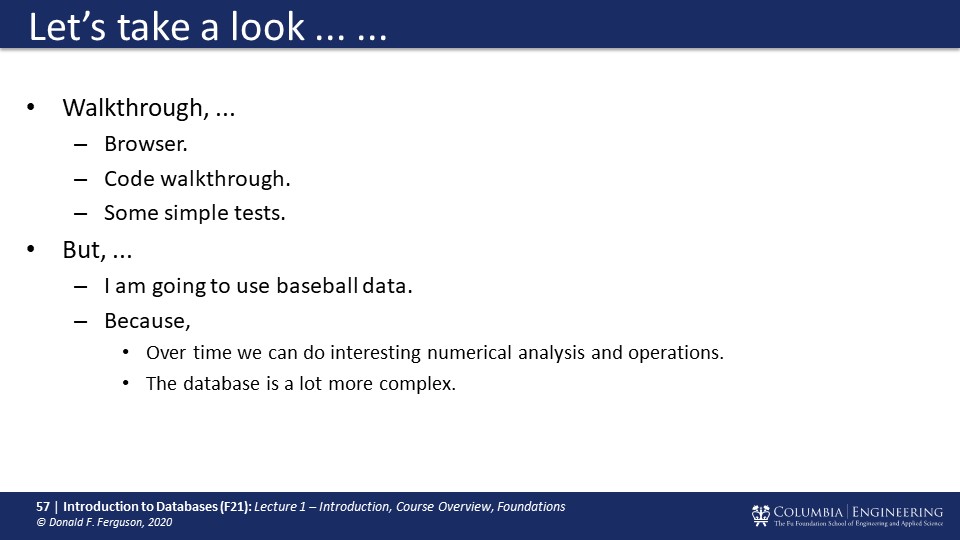 Let’s take a look ... ...
• Walkthrough, ...
– Browser.
– Code walkthrough.
– Some simple tests.
• But, ...
– I am going to use baseball data.
– Because,
• Over time we can do interesting numerical analysis and operations.
• The database is a lot more complex.
57 | Introduction to Databases (F21): Lecture 1 – Introduction, Course Overview, Foundations
© Donald F. Ferguson, 2020
COLUMBIA | ENGINEERING
The Fu Foundation School of Engineering and Applied Science